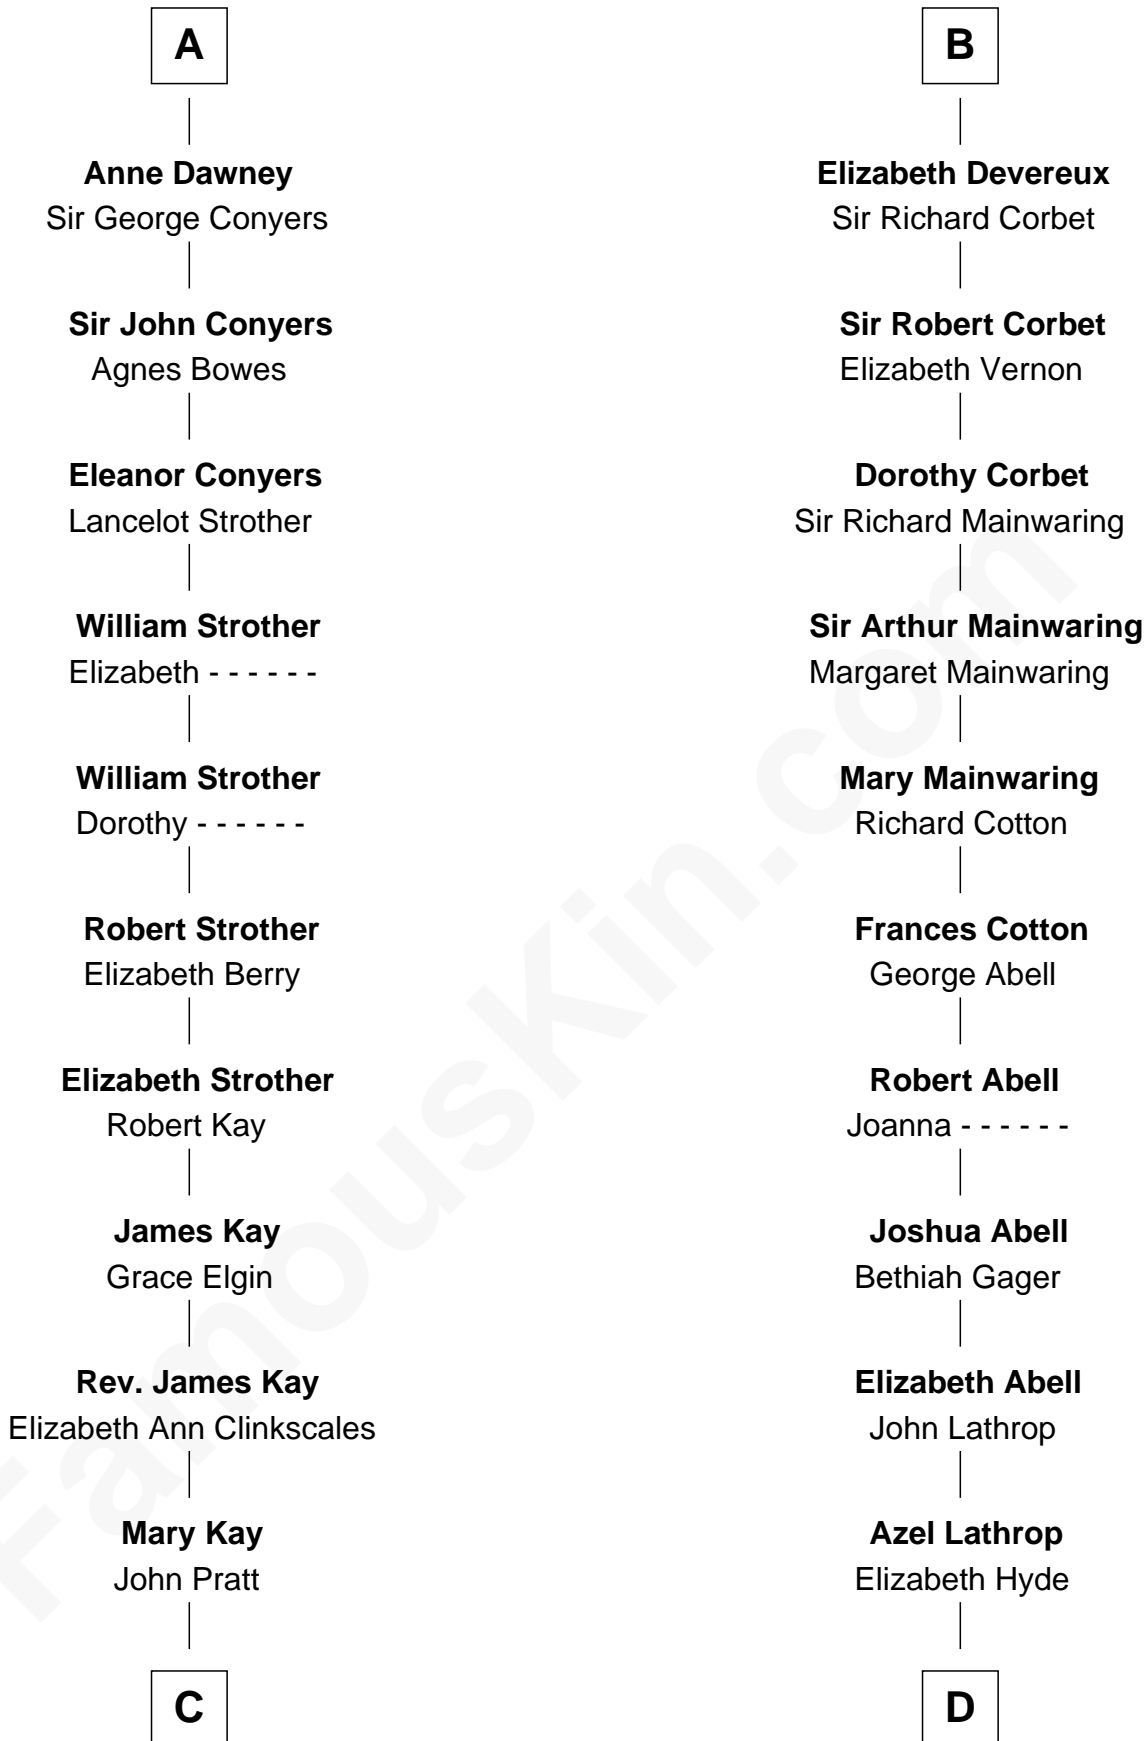 A
Anne Dawney
Sir George Conyers
Sir John Conyers
Agnes Bowes
Eleanor Conyers
Lancelot Strother
William Strother
Elizabeth - - - - - -
William Strother
Dorothy - - - - - -
Robert Strother
Elizabeth Berry
Elizabeth Strother
Robert Kay
James Kay
Grace Elgin
Rev. James Kay
Elizabeth Ann Clinkscales
Mary Kay
John Pratt
C
B
Elizabeth Devereux
Sir Richard Corbet
Sir Robert Corbet
Elizabeth Vernon
Dorothy Corbet
Sir Richard Mainwaring
Sir Arthur Mainwaring
Margaret Mainwaring
Mary Mainwaring
Richard Cotton
Frances Cotton
George Abell
Robert Abell
Joanna - - - - - -
Joshua Abell
Bethiah Gager
Elizabeth Abell
John Lathrop
Azel Lathrop
Elizabeth Hyde
D
FamousKin.com